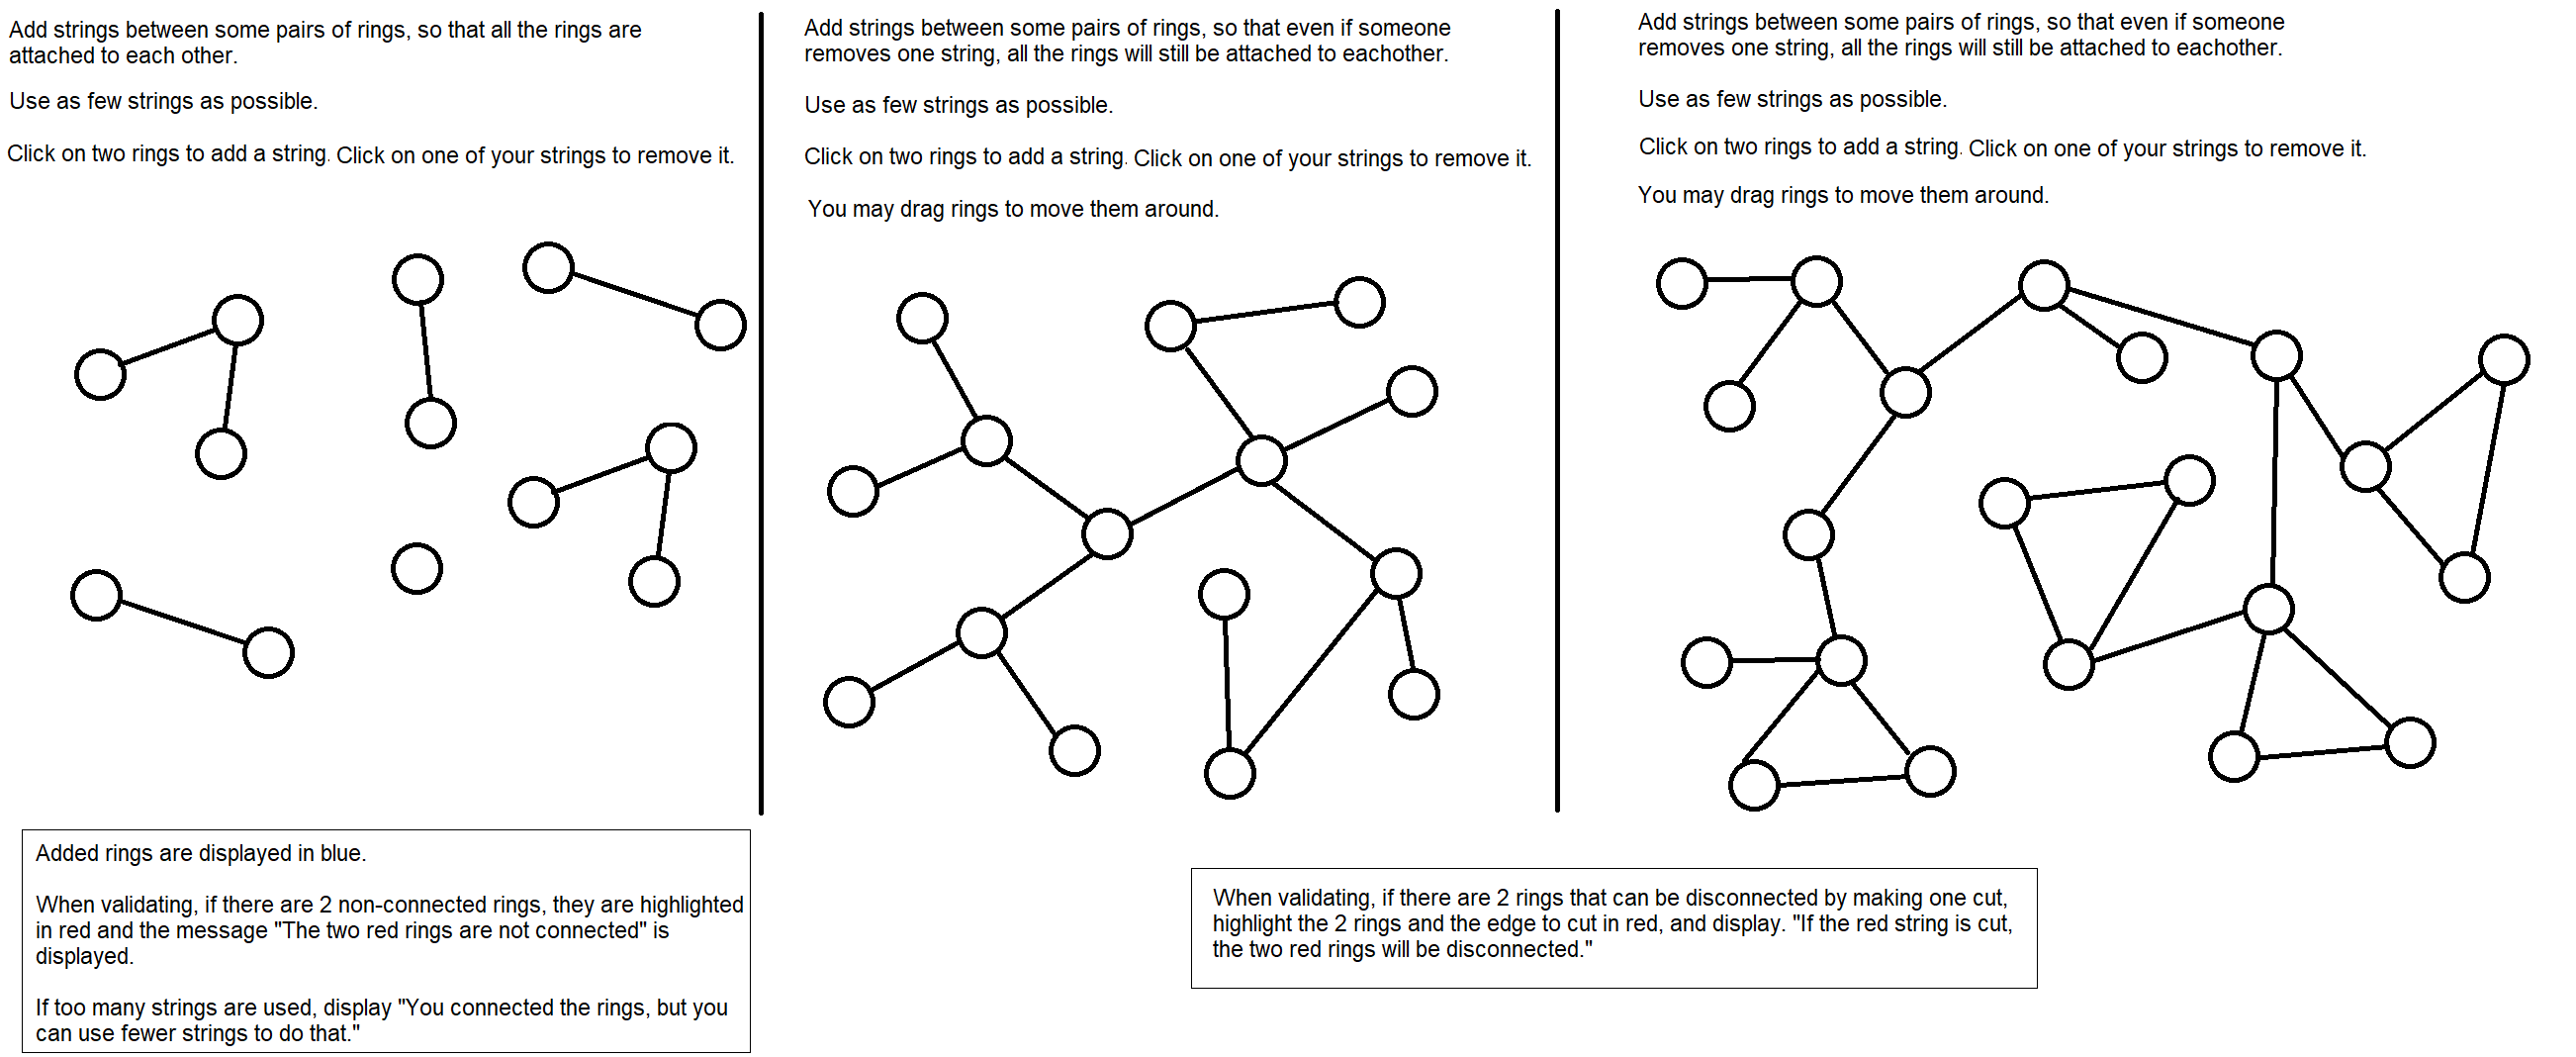 Add strings between some pairs of rings, so that all the rings are
attached to each other.
Use as few strings as possible.
Click on two rings to add a string. Click on one of your strings to remove it.
Add strings between some pairs of rings, so that even if someone
removes one string, all the rings will still be attached to eachother.
Use as few strings as possible.
Click on two rings to add a string. Click on one of your strings to remove it.
You may drag rings to move them around.
Add strings between some pairs of rings, so that even if someone
removes one string, all the rings will still be attached to eachother.
Use as few strings as possible.
Click on two rings to add a string. Click on one of your strings to remove it.
You may drag rings to move them around.
Added rings are displayed in blue.
When validating, if there are 2 non-connected rings, they are highlighted
in red and the message "The two red rings are not connected" is
displayed.
If too many strings are used, display "You connected the rings, but you
can use fewer strings to do that."
When validating, if there are 2 rings that can be disconnected by making one cut,
highlight the 2 rings and the edge to cut in red, and display. "If the red string is cut,
the two red rings will be disconnected."